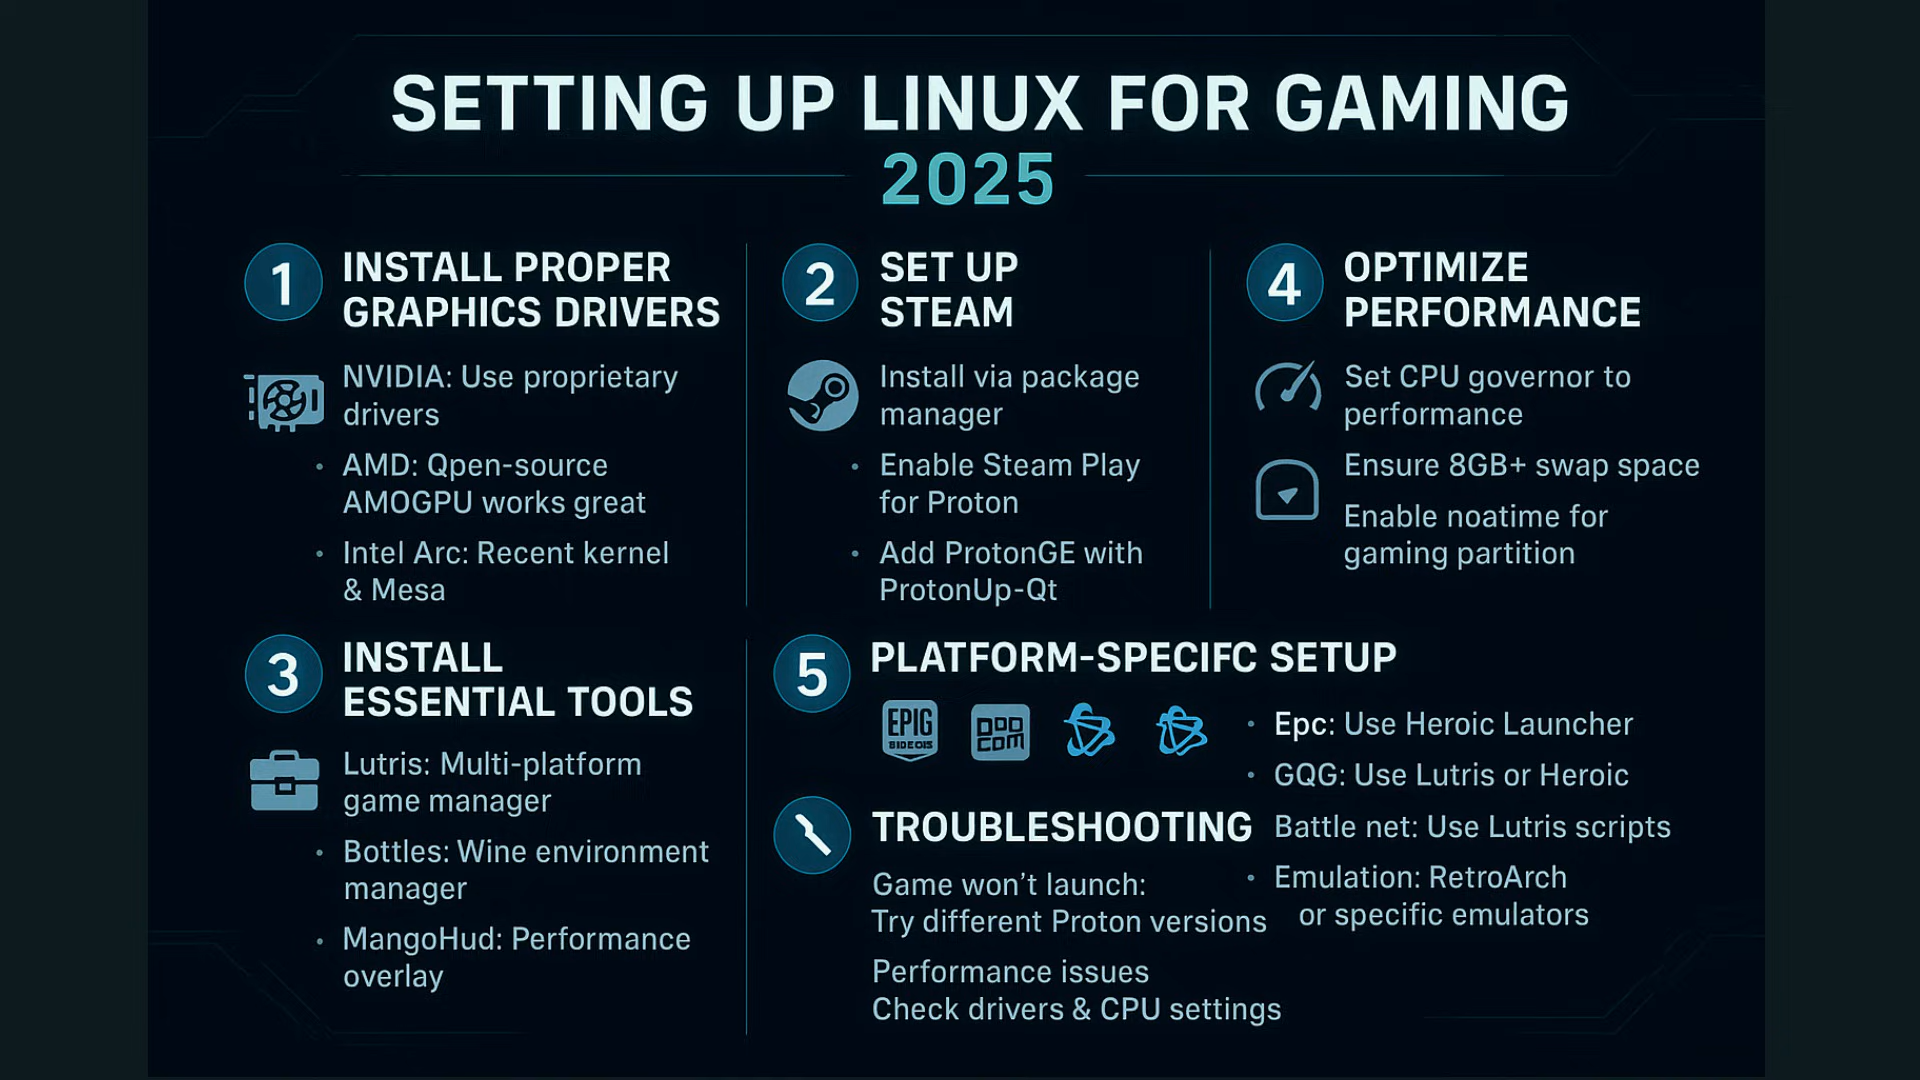 SETTING UP LINUX FOR GAMING
2025
1
INSTALL PROPER
GRAPHICS DRIVERS
NVIDIA: Use proprietary
drivers
• AMD: Qpen-source
AMOGPU works great
• Intel Arc: Recent kernel
& Mesa
2
SET UP
STEAM
Install via package
manager
• Enable Steam Play
for Proton
• Add ProtonGE with
ProtonUp-Qt
4
OPTIMIZE
PERFORMANCE
Set CPU governor to
performance
Ensure 8GB+ swap space
Enable noatime for
gaming partition
3
INSTALL
ESSENTIAL TOOLS
Lutris: Multi-platform
game manager
• Bottles: Wine environment
manager
• MangoHud: Performance
overlay
5
PLATFORM-SPECIFC SETUP
EPIG
• Epc: Use Heroic Launcher
• GQG: Use Lutris or Heroic
Battle net: Use Lutris scripts
• Emulation: RetroArch
or specific emulators
TROUBLESHOOTING
Game won't launch:
Try different Proton versions
Performance issues
Check drivers & CPU settings